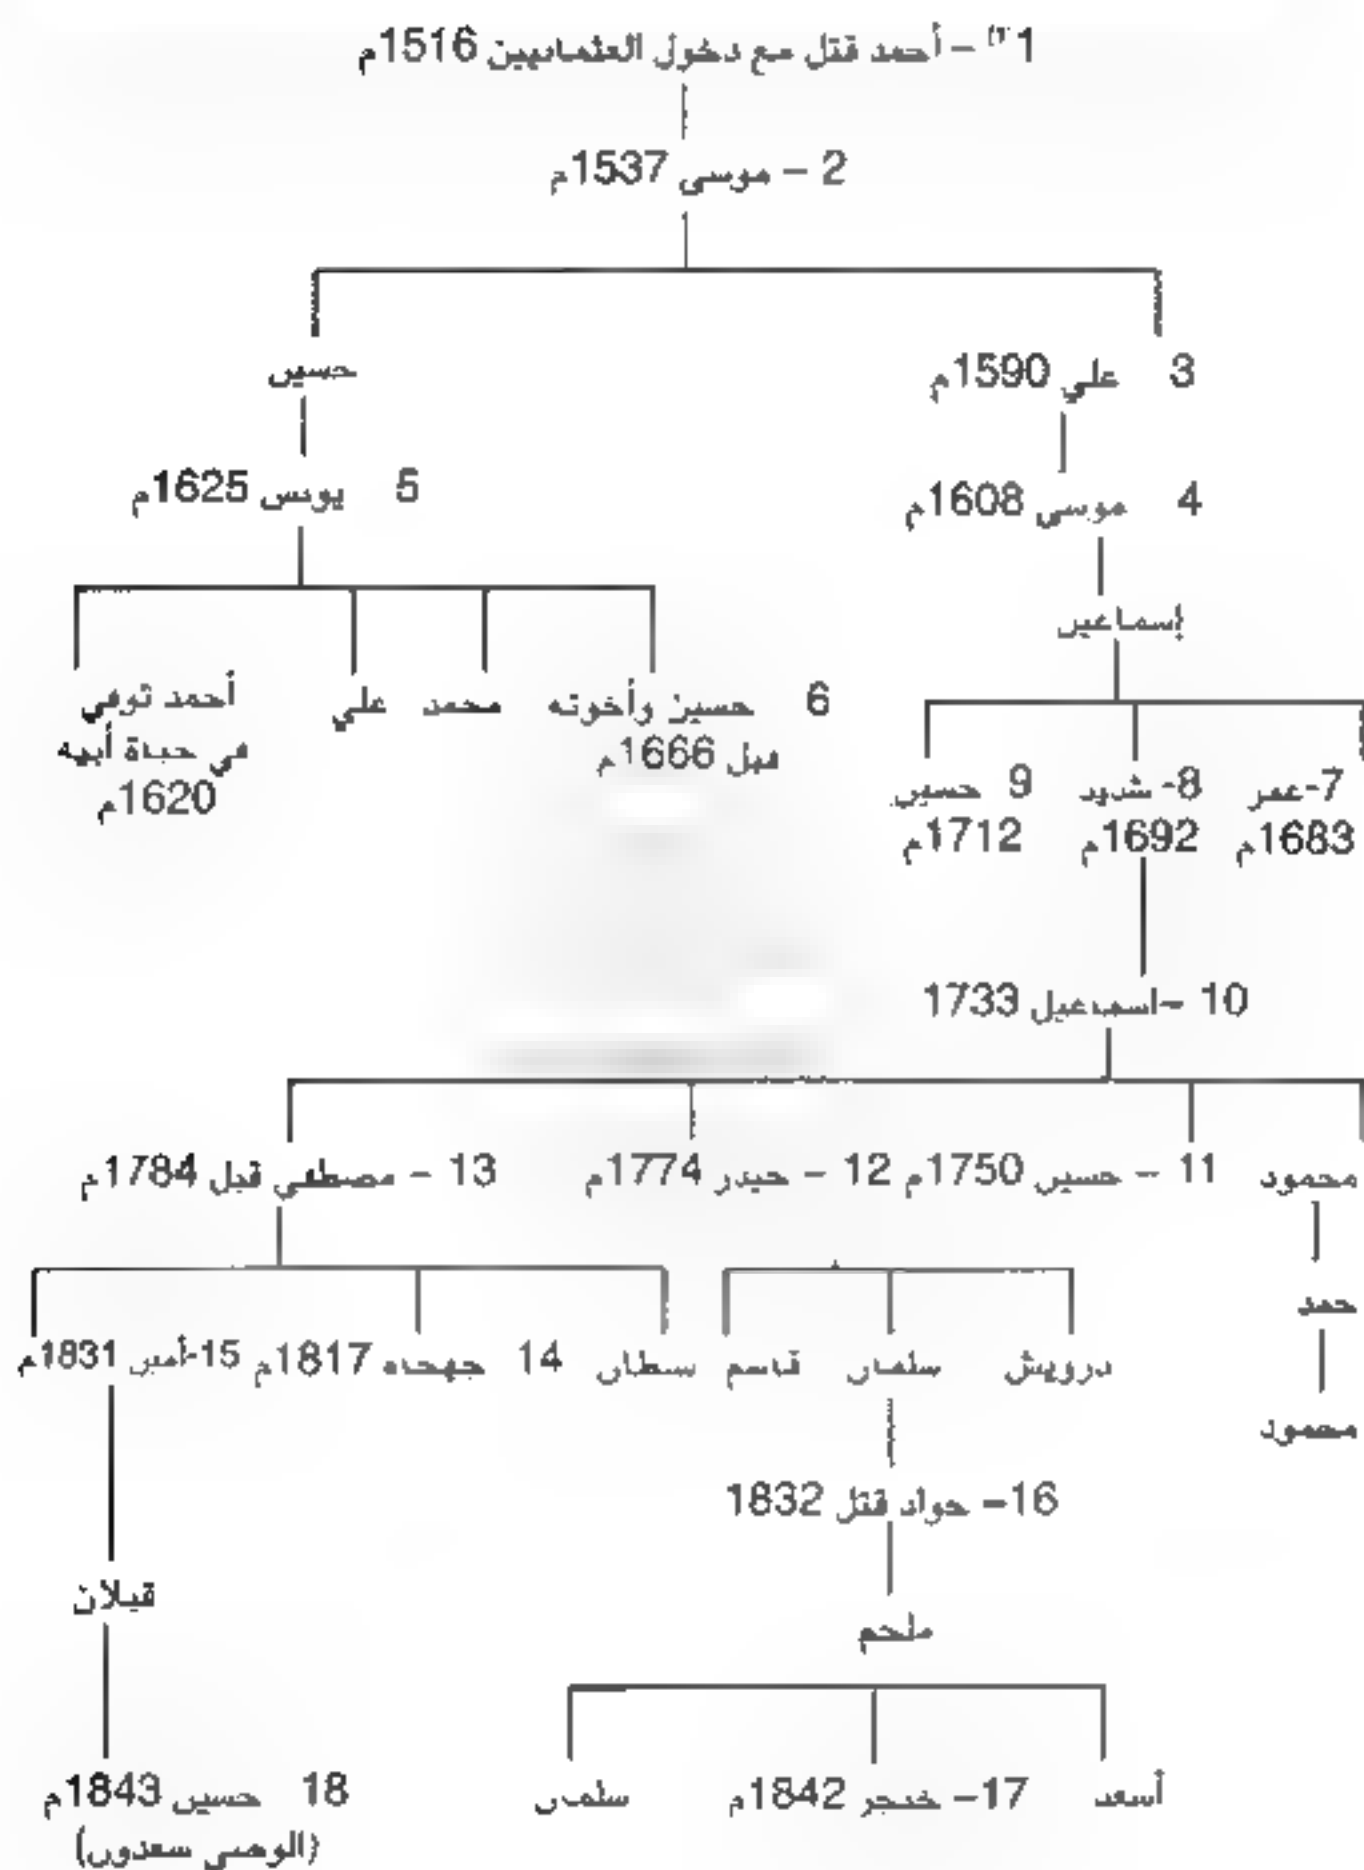 1 – أحمد قتل مع دخول العثمانيين 1516م
2 – موسى 1537م
3 علي 1590م
حسين
4 موسى 1608م
5 يونس 1625م
إسماعيل
6 حسين وأخوته
قبل 1666م
محمد
علي
أحمد توفي
في حياة أبيه
1620م
7-عمر
1683م
8- شديد
1692م
9 حسين
1712م
10 –اسماعيل 1733
محمود
11 – حسين 1750م
12 – حيدر 1774م
13 – مصطفى قبل 1784م
حمد
محمود
درويش
سلمان
قاسم
سطان
14 جهجاه 1817م
15-أمين 1831م
16– جواد قتل 1832
قبلان
ملحم
أسعد
17– خنجر 1842م
سلمان
18 حسين 1843م
(الوصي سعدون)